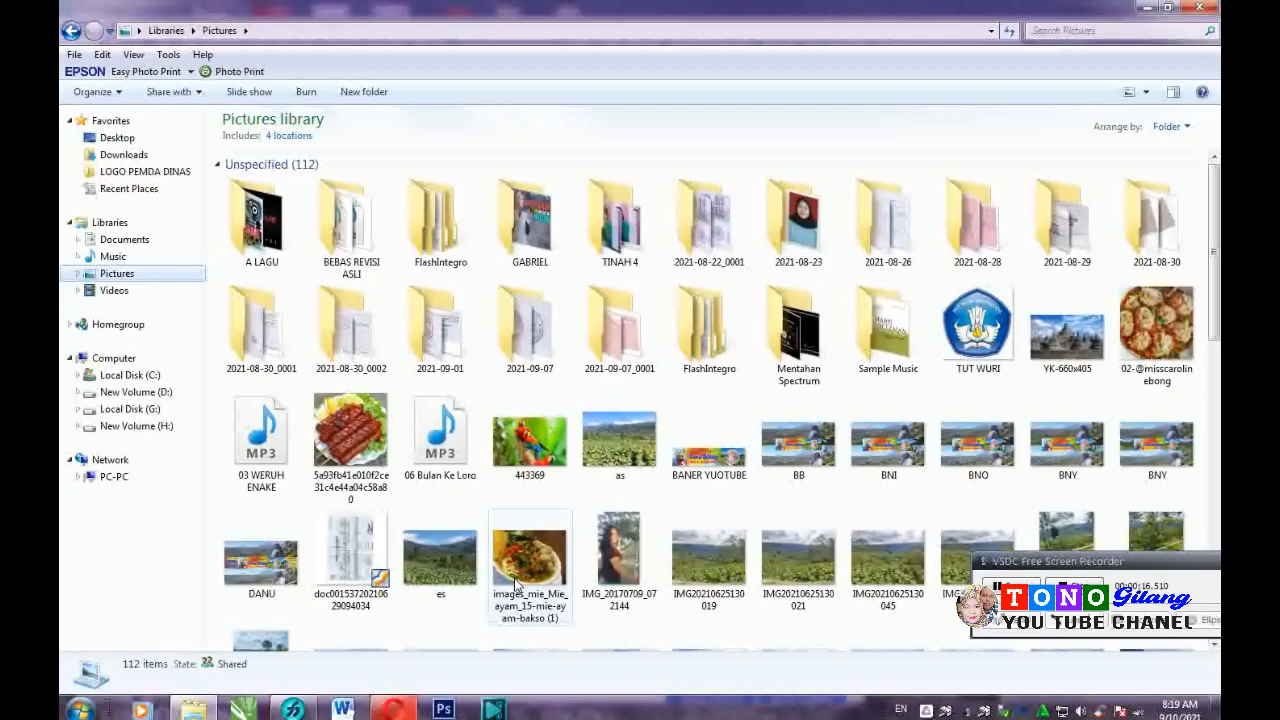 Libraries
Pictures
Search Pictures
File Edit View Tools Help
EPSON Easy Photo Print Photo Print
Organize Share with Slide show Burn New folder
Favorites
Desktop
Downloads
LOGO PEMDA DINAS
Recent Places
Libraries
Documents
Music
Pictures
Videos
Homegroup
Computer
Local Disk (C:)
New Volume (D:)
Local Disk (G:)
New Volume (H:)
Network
PC-PC
Pictures library
Includes: 4 locations
Arrange by: Folder
Unspecified (112)
A LAGU
BEBAS REVISI
ASLI
FlashIntegro
GABRIEL
TINAH 4
2021-08-22_0001
2021-08-23
2021-08-26
2021-08-28
2021-08-29
2021-08-30
2021-08-30_0001
2021-08-30_0002
2021-09-01
2021-09-07
2021-09-07_0001
FlashIntegro
Mentahan
Spectrum
Sample Music
TUT WURI
YK-660x405
02-@misscarolin
ebong
MP3
03 WERUH
ENAKE
5a93fb41e010f2ce
31c4e44a04c58a8
0
MP3
06 Bulan Ke Loro
443369
as
BANER YUOTUBE
BB
BNI
BNO
BNY
BNY
DANU
doc001537202106
29094034
es
images_mie_Mie_
ayam_15-mie-ay
am-bakso (1)
IMG_20170709_07
2144
IMG20210625130
019
IMG20210625130
021
IMG20210625130
045
VSDC Free Screen Recorder
00:00:16.510
TONO Gilang
YOU TUBE CHANEL
112 items State: Shared
W
Ps
EN
8:19 AM
9/10/2021